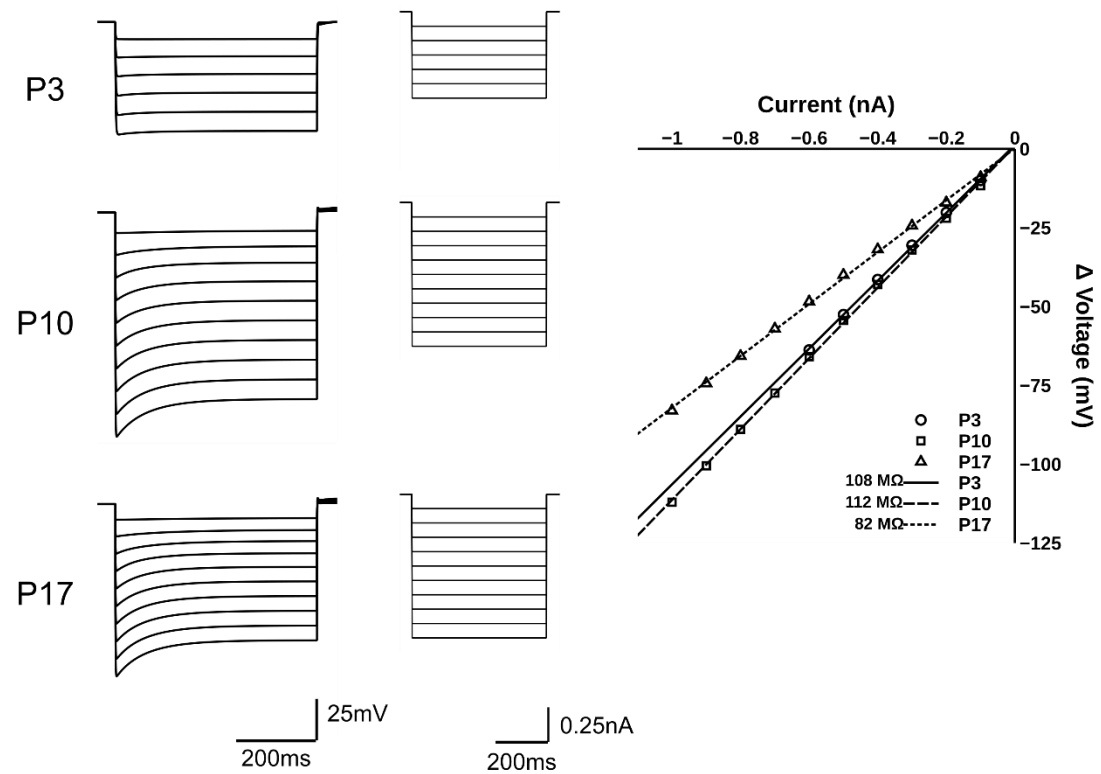 P3
P10
P17
25mV
200ms
0.25nA
200ms
Current (nA)
−1 −0.8 −0.6 −0.4 −0.2 0
0
−25
−50
−75
−100
−125
Δ Voltage (mV)
P3
P10
P17
108 MΩ P3
112 MΩ P10
82 MΩ P17